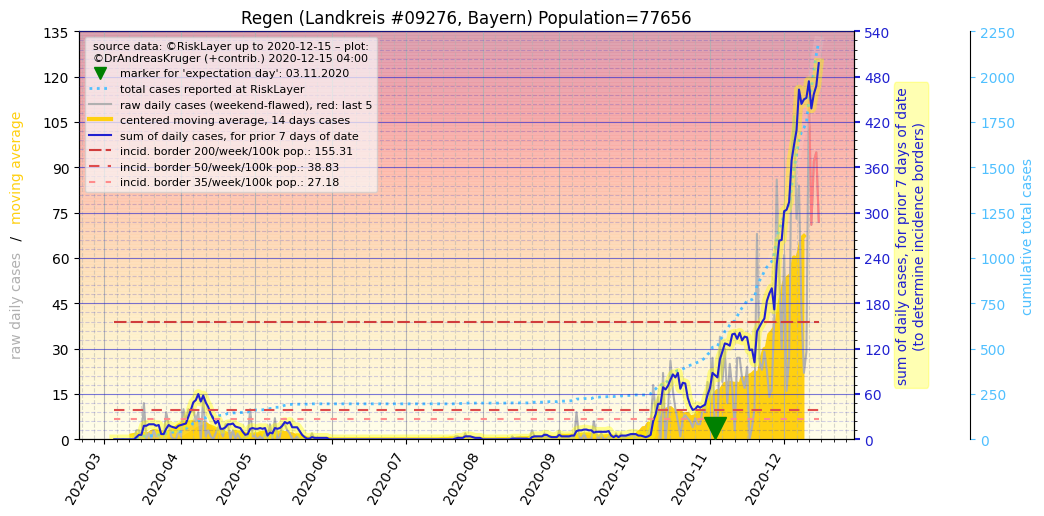 Regen (Landkreis #09276, Bayern) Population=77656
source data: ©RiskLayer up to 2020-12-15 – plot:
©DrAndreasKruger (+contrib.) 2020-12-15 04:00
marker for 'expectation day': 03.11.2020
total cases reported at RiskLayer
raw daily cases (weekend-flawed), red: last 5
centered moving average, 14 days cases
sum of daily cases, for prior 7 days of date
incid. border 200/week/100k pop.: 155.31
incid. border 50/week/100k pop.: 38.83
incid. border 35/week/100k pop.: 27.18
raw daily cases / moving average
135
120
105
90
75
60
45
30
15
0
2020-03
2020-04
2020-05
2020-06
2020-07
2020-08
2020-09
2020-10
2020-11
2020-12
540
480
420
360
300
240
180
120
60
0
sum of daily cases, for prior 7 days of date
(to determine incidence borders)
2250
2000
1750
1500
1250
1000
750
500
250
0
cumulative total cases